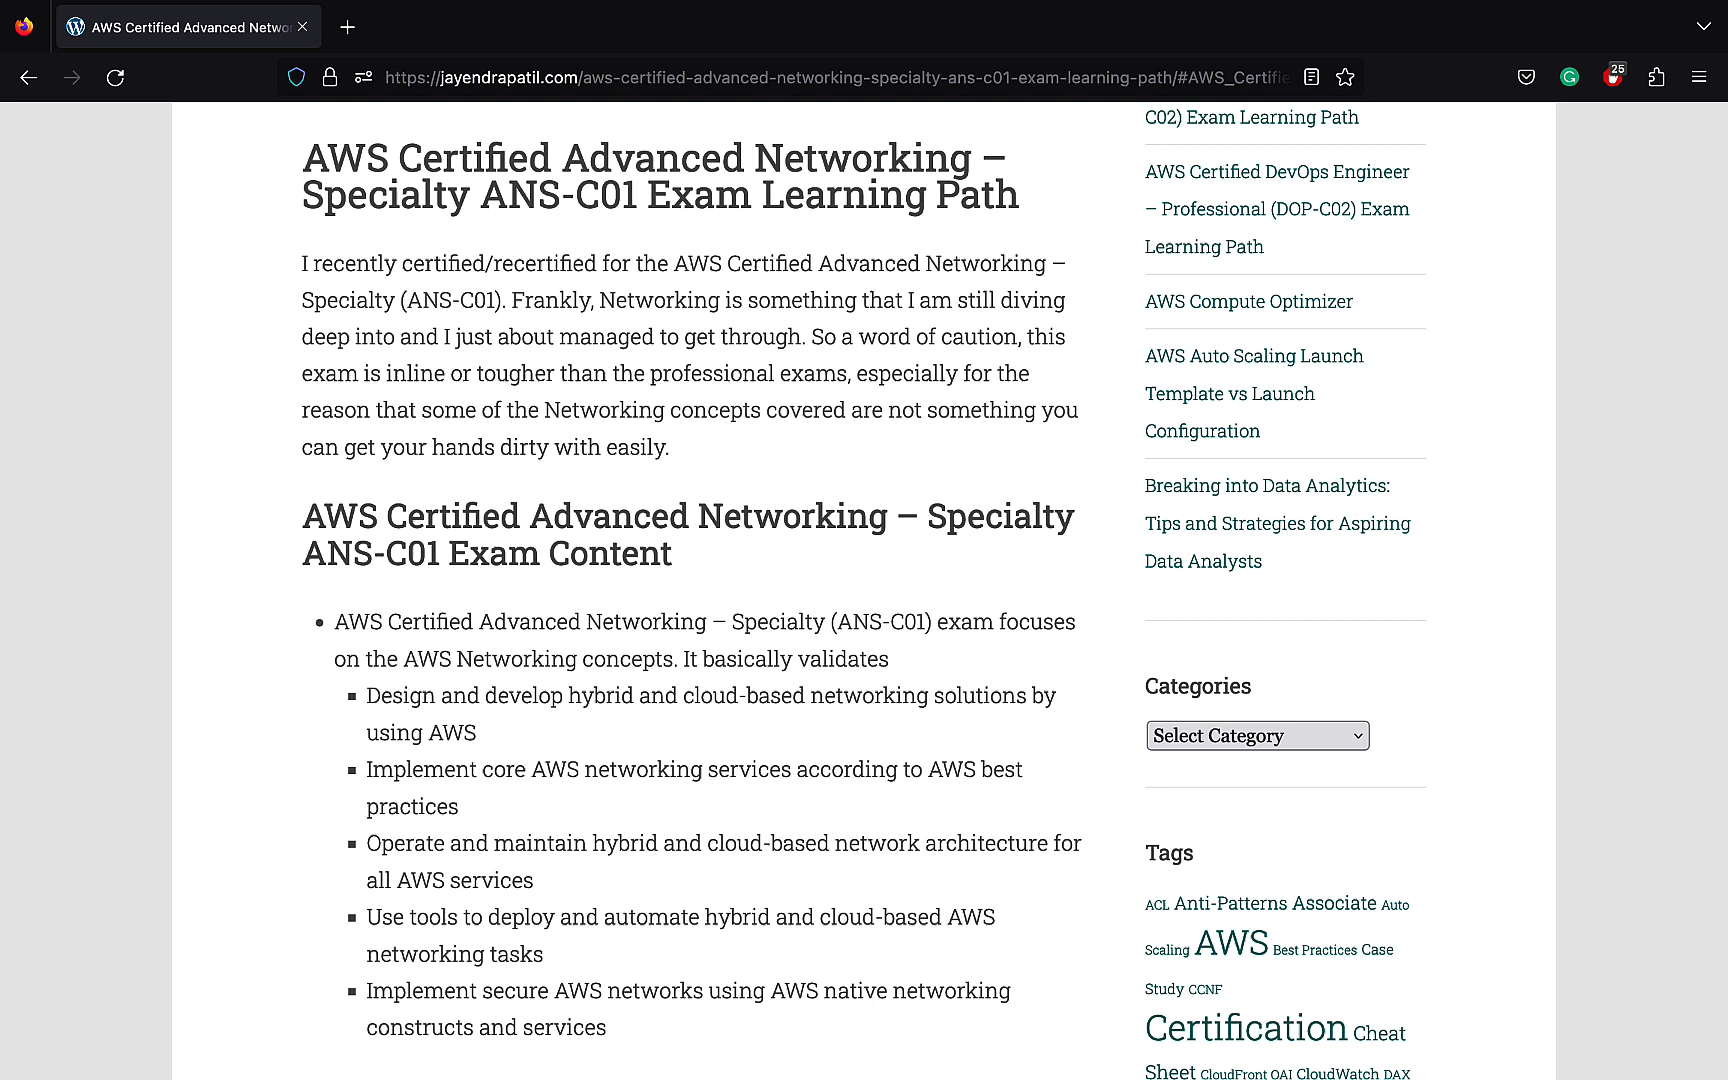 AWS Certified Advanced Netwo
https://jayendrapatil.com/aws-certified-advanced-networking-specialty-ans-c01-exam-learning-path/#AWS_Certifie
25
AWS Certified Advanced Networking –
Specialty ANS-C01 Exam Learning Path
I recently certified/recertified for the AWS Certified Advanced Networking –
Specialty (ANS-C01). Frankly, Networking is something that I am still diving
deep into and I just about managed to get through. So a word of caution, this
exam is inline or tougher than the professional exams, especially for the
reason that some of the Networking concepts covered are not something you
can get your hands dirty with easily.
AWS Certified Advanced Networking – Specialty
ANS-C01 Exam Content
AWS Certified Advanced Networking – Specialty (ANS-C01) exam focuses
on the AWS Networking concepts. It basically validates
Design and develop hybrid and cloud-based networking solutions by
using AWS
Implement core AWS networking services according to AWS best
practices
Operate and maintain hybrid and cloud-based network architecture for
all AWS services
Use tools to deploy and automate hybrid and cloud-based AWS
networking tasks
Implement secure AWS networks using AWS native networking
constructs and services
C02) Exam Learning Path
AWS Certified DevOps Engineer
– Professional (DOP-C02) Exam
Learning Path
AWS Compute Optimizer
AWS Auto Scaling Launch
Template vs Launch
Configuration
Breaking into Data Analytics:
Tips and Strategies for Aspiring
Data Analysts
Categories
Select Category
Tags
ACL Anti-Patterns Associate Auto
Scaling AWS Best Practices Case
Study CCNF
Certification Cheat
Sheet CloudFront OAI CloudWatch DAX